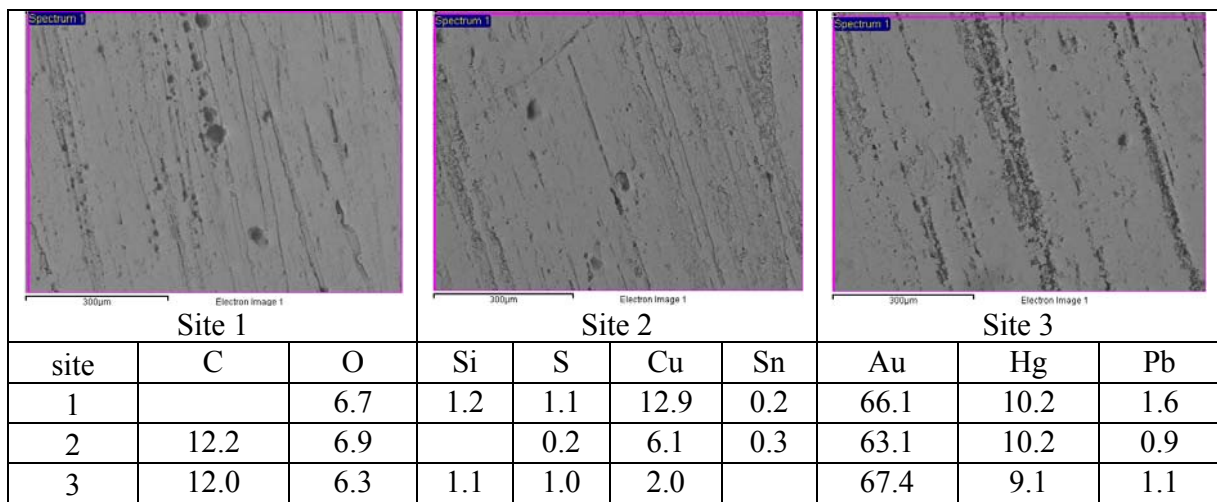 Spectrum 1
Spectrum 1
Spectrum 1
300µm Electron Image 1
300µm Electron Image 1
300µm Electron Image 1
Site 1 Site 2 Site 3
site C O Si S Cu Sn Au Hg Pb
1 6.7 1.2 1.1 12.9 0.2 66.1 10.2 1.6
2 12.2 6.9 0.2 6.1 0.3 63.1 10.2 0.9
3 12.0 6.3 1.1 1.0 2.0 67.4 9.1 1.1